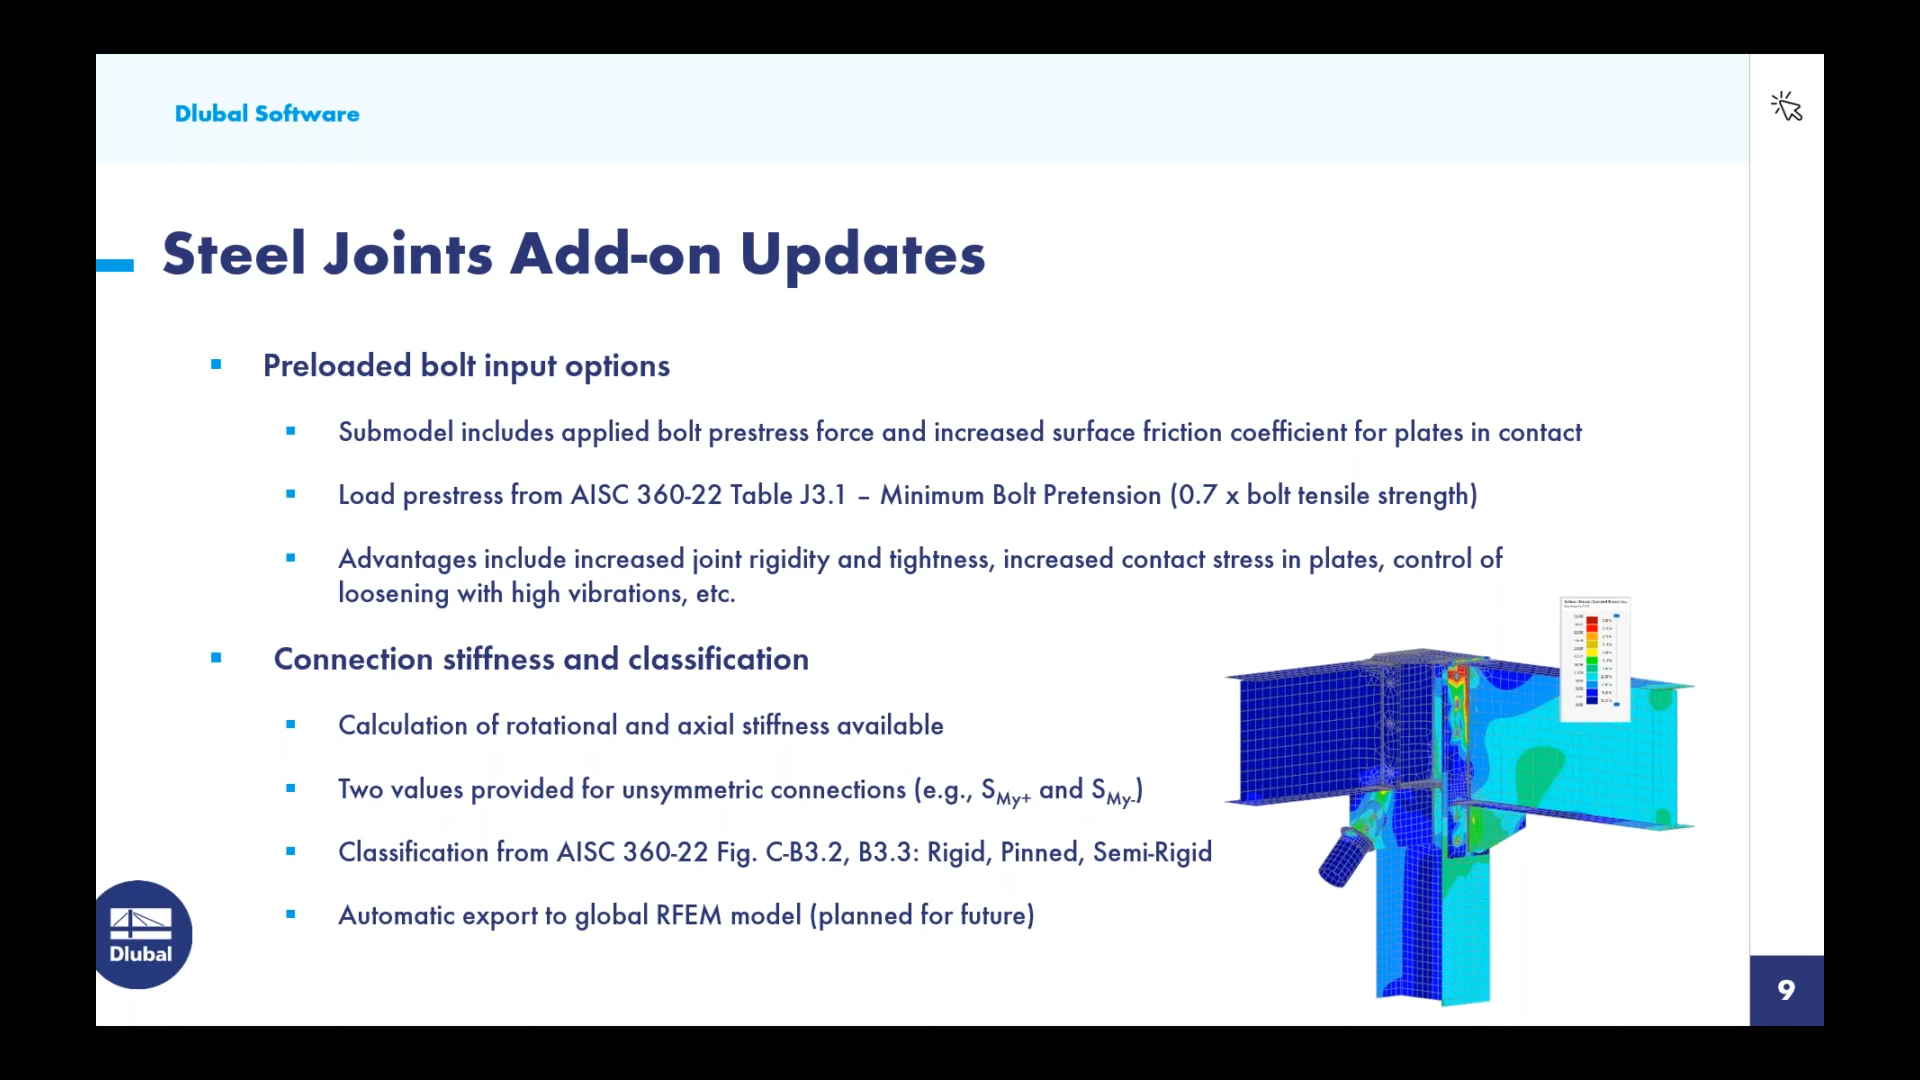 Dlubal Software
Steel Joints Add-on Updates
Preloaded bolt input options
Submodel includes applied bolt prestress force and increased surface friction coefficient for plates in contact
Load prestress from AISC 360-22 Table J3.1 – Minimum Bolt Pretension (0.7 x bolt tensile strength)
Advantages include increased joint rigidity and tightness, increased contact stress in plates, control of
loosening with high vibrations, etc.
Connection stiffness and classification
Calculation of rotational and axial stiffness available
Two values provided for unsymmetric connections (e.g., SMy+ and SMy-)
Classification from AISC 360-22 Fig. C-B3.2, B3.3: Rigid, Pinned, Semi-Rigid
Automatic export to global RFEM model (planned for future)
Dlubal
9